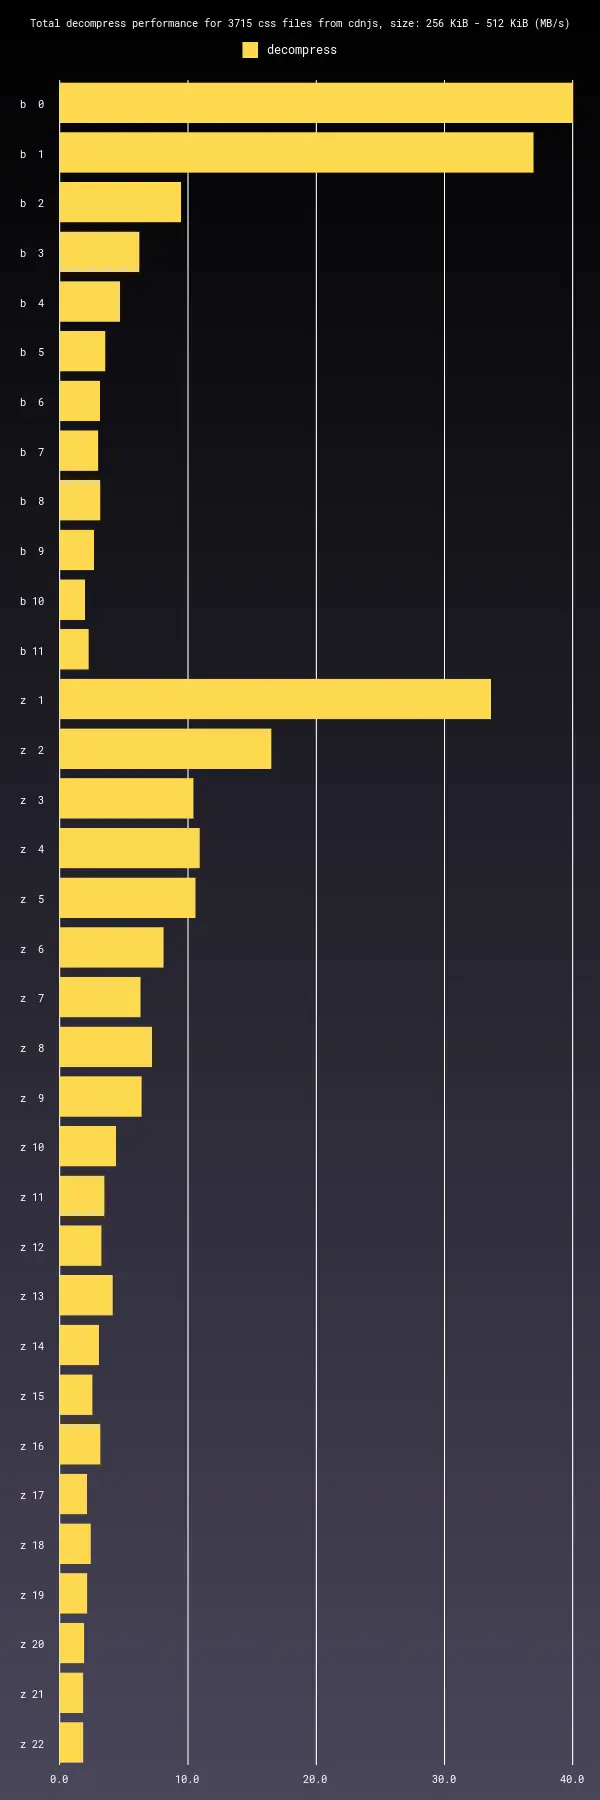 Total decompress performance for 3715 css files from cdnjs, size: 256 KiB - 512 KiB (MB/s)
decompress
b 0
b 1
b 2
b 3
b 4
b 5
b 6
b 7
b 8
b 9
b 10
b 11
z 1
z 2
z 3
z 4
z 5
z 6
z 7
z 8
z 9
z 10
z 11
z 12
z 13
z 14
z 15
z 16
z 17
z 18
z 19
z 20
z 21
z 22
0.0 10.0 20.0 30.0 40.0